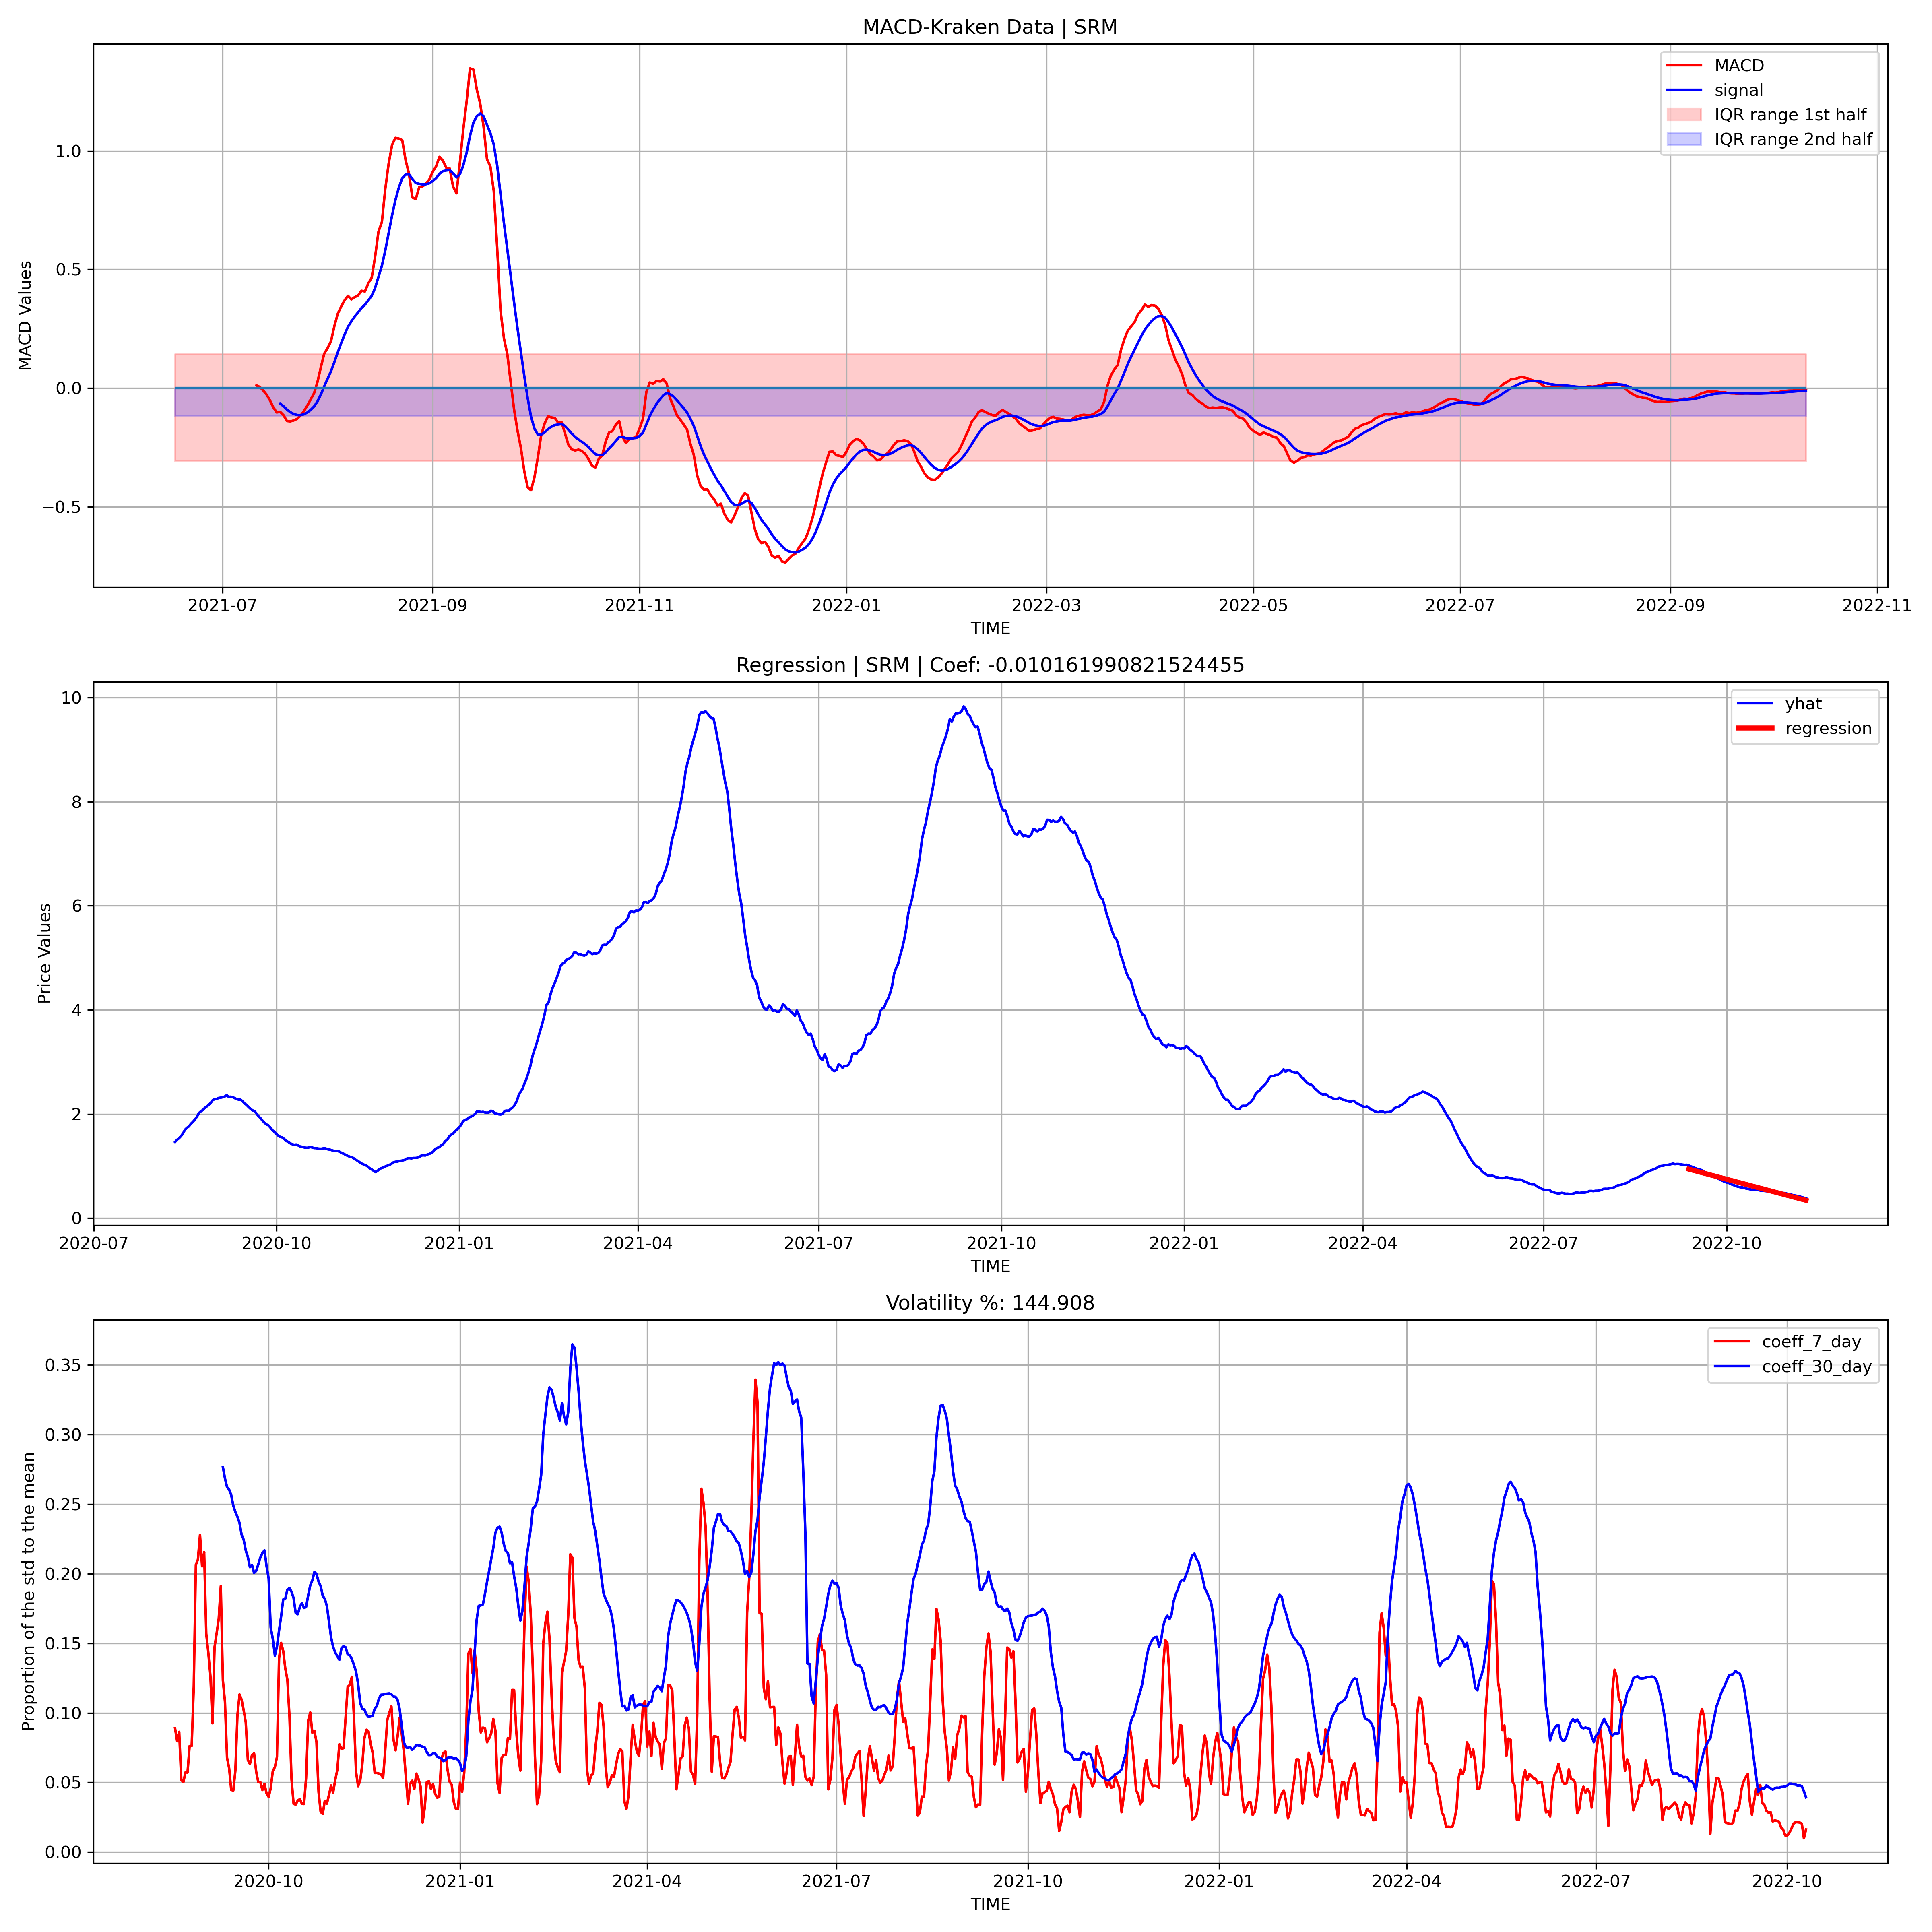 MACD-Kraken Data | SRM
MACD
signal
IQR range 1st half
IQR range 2nd half
MACD Values
1.0
0.5
0.0
−0.5
2021-07 2021-09 2021-11 2022-01 2022-03 2022-05 2022-07 2022-09 2022-11
TIME
Regression | SRM | Coef: -0.010161990821524455
yhat
regression
Price Values
10
8
6
4
2
0
2020-07 2020-10 2021-01 2021-04 2021-07 2021-10 2022-01 2022-04 2022-07 2022-10
TIME
Volatility %: 144.908
coeff_7_day
coeff_30_day
Proportion of the std to the mean
0.35
0.30
0.25
0.20
0.15
0.10
0.05
0.00
2020-10 2021-01 2021-04 2021-07 2021-10 2022-01 2022-04 2022-07 2022-10
TIME